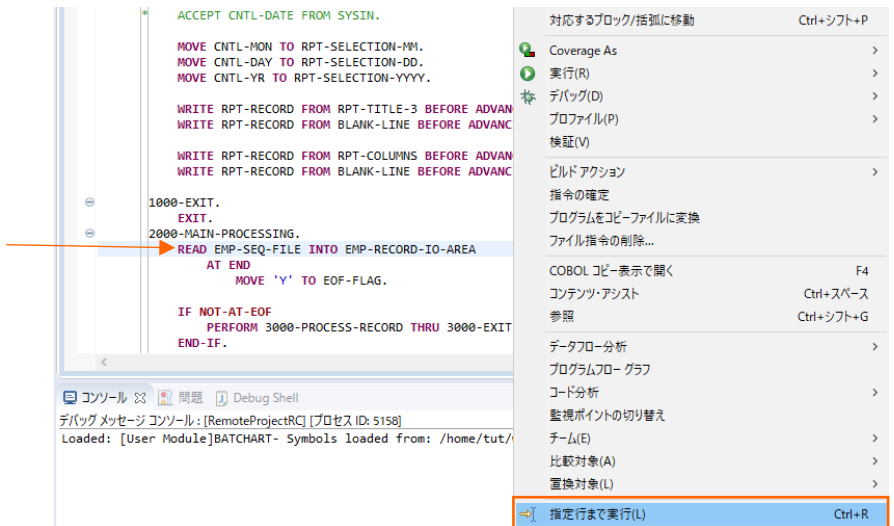 * ACCEPT CNTL-DATE FROM SYSIN.
MOVE CNTL-MON TO RPT-SELECTION-MM.
MOVE CNTL-DAY TO RPT-SELECTION-DD.
MOVE CNTL-YR TO RPT-SELECTION-YYYY.
WRITE RPT-RECORD FROM RPT-TITLE-3 BEFORE ADVAN
WRITE RPT-RECORD FROM BLANK-LINE BEFORE ADVANC
WRITE RPT-RECORD FROM RPT-COLUMNS BEFORE ADVAN
WRITE RPT-RECORD FROM BLANK-LINE BEFORE ADVANC
1000-EXIT.
EXIT.
2000-MAIN-PROCESSING.
READ EMP-SEQ-FILE INTO EMP-RECORD-IO-AREA
AT END
MOVE 'Y' TO EOF-FLAG.
IF NOT-AT-EOF
PERFORM 3000-PROCESS-RECORD THRU 3000-EXIT
END-IF.
コンソール 問題 Debug Shell
デバッグ メッセージ コンソール : [RemoteProjectRC] [プロセス ID: 5158]
Loaded: [User Module]BATCHART- Symbols loaded from: /home/tut/
対応するブロック/括弧に移動 Ctrl+シフト+P
Coverage As >
実行(R) >
デバッグ(D) >
プロファイル(P) >
検証(V)
ビルド アクション >
指令の確定
プログラムをコピーファイルに変換
ファイル指令の削除...
COBOL コピー表示で開く F4
コンテンツ・アシスト Ctrl+スペース
参照 Ctrl+シフト+G
データフロー分析 >
プログラムフロー グラフ
コード分析 >
監視ポイントの切り替え
チーム(E) >
比較対象(A) >
置換対象(L) >
指定行まで実行(L) Ctrl+R